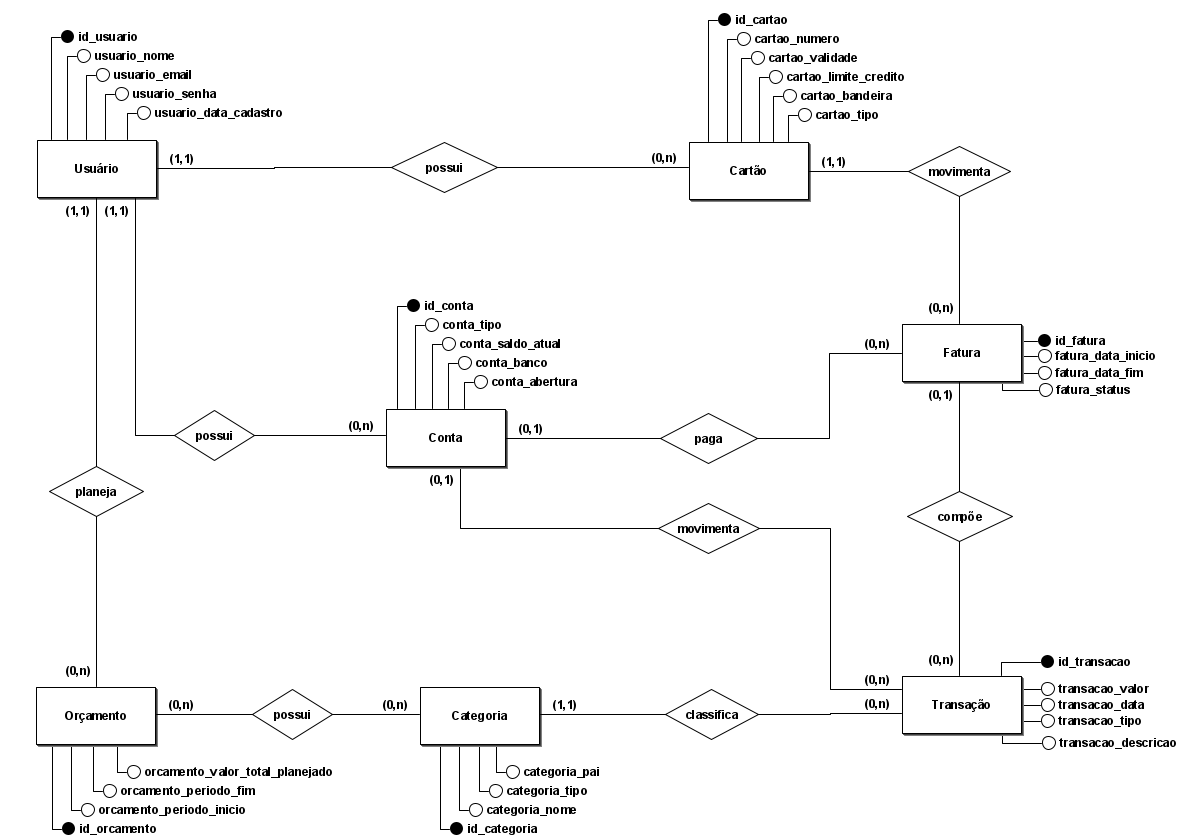 id_usuario
usuario_nome
usuario_email
usuario_senha
usuario_data_cadastro
id_cartao
cartao_numero
cartao_validade
cartao_limite_credito
cartao_bandeira
cartao_tipo
Usuário
(1,1)
possui
(0,n)
Cartão
(1,1)
movimenta
(1,1)
(1,1)
id_conta
conta_tipo
conta_saldo_atual
conta_banco
conta_abertura
(0,n)
(0,n)
Fatura
id_fatura
fatura_data_inicio
fatura_data_fim
fatura_status
(0,1)
possui
(0,n)
Conta
(0,1)
paga
(0,1)
planeja
movimenta
compõe
(0,n)
(0,n)
(0,n)
id_transacao
Orçamento
(0,n)
possui
(0,n)
Categoria
(1,1)
classifica
(0,n)
Transação
transacao_valor
transacao_data
transacao_tipo
transacao_descricao
orcamento_valor_total_planejado
orcamento_periodo_fim
orcamento_periodo_inicio
id_orcamento
categoria_pai
categoria_tipo
categoria_nome
id_categoria